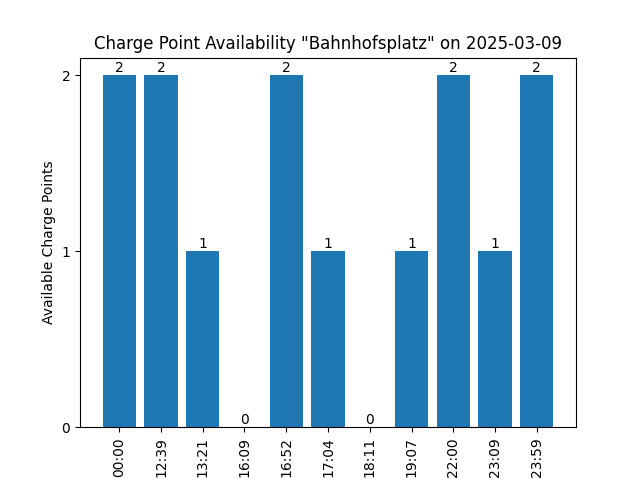 Charge Point Availability "Bahnhofsplatz" on 2025-03-09
2 2 1 0 2 1 0 1 2 1 2
Available Charge Points
2
1
0
00:00 12:39 13:21 16:09 16:52 17:04 18:11 19:07 22:00 23:09 23:59